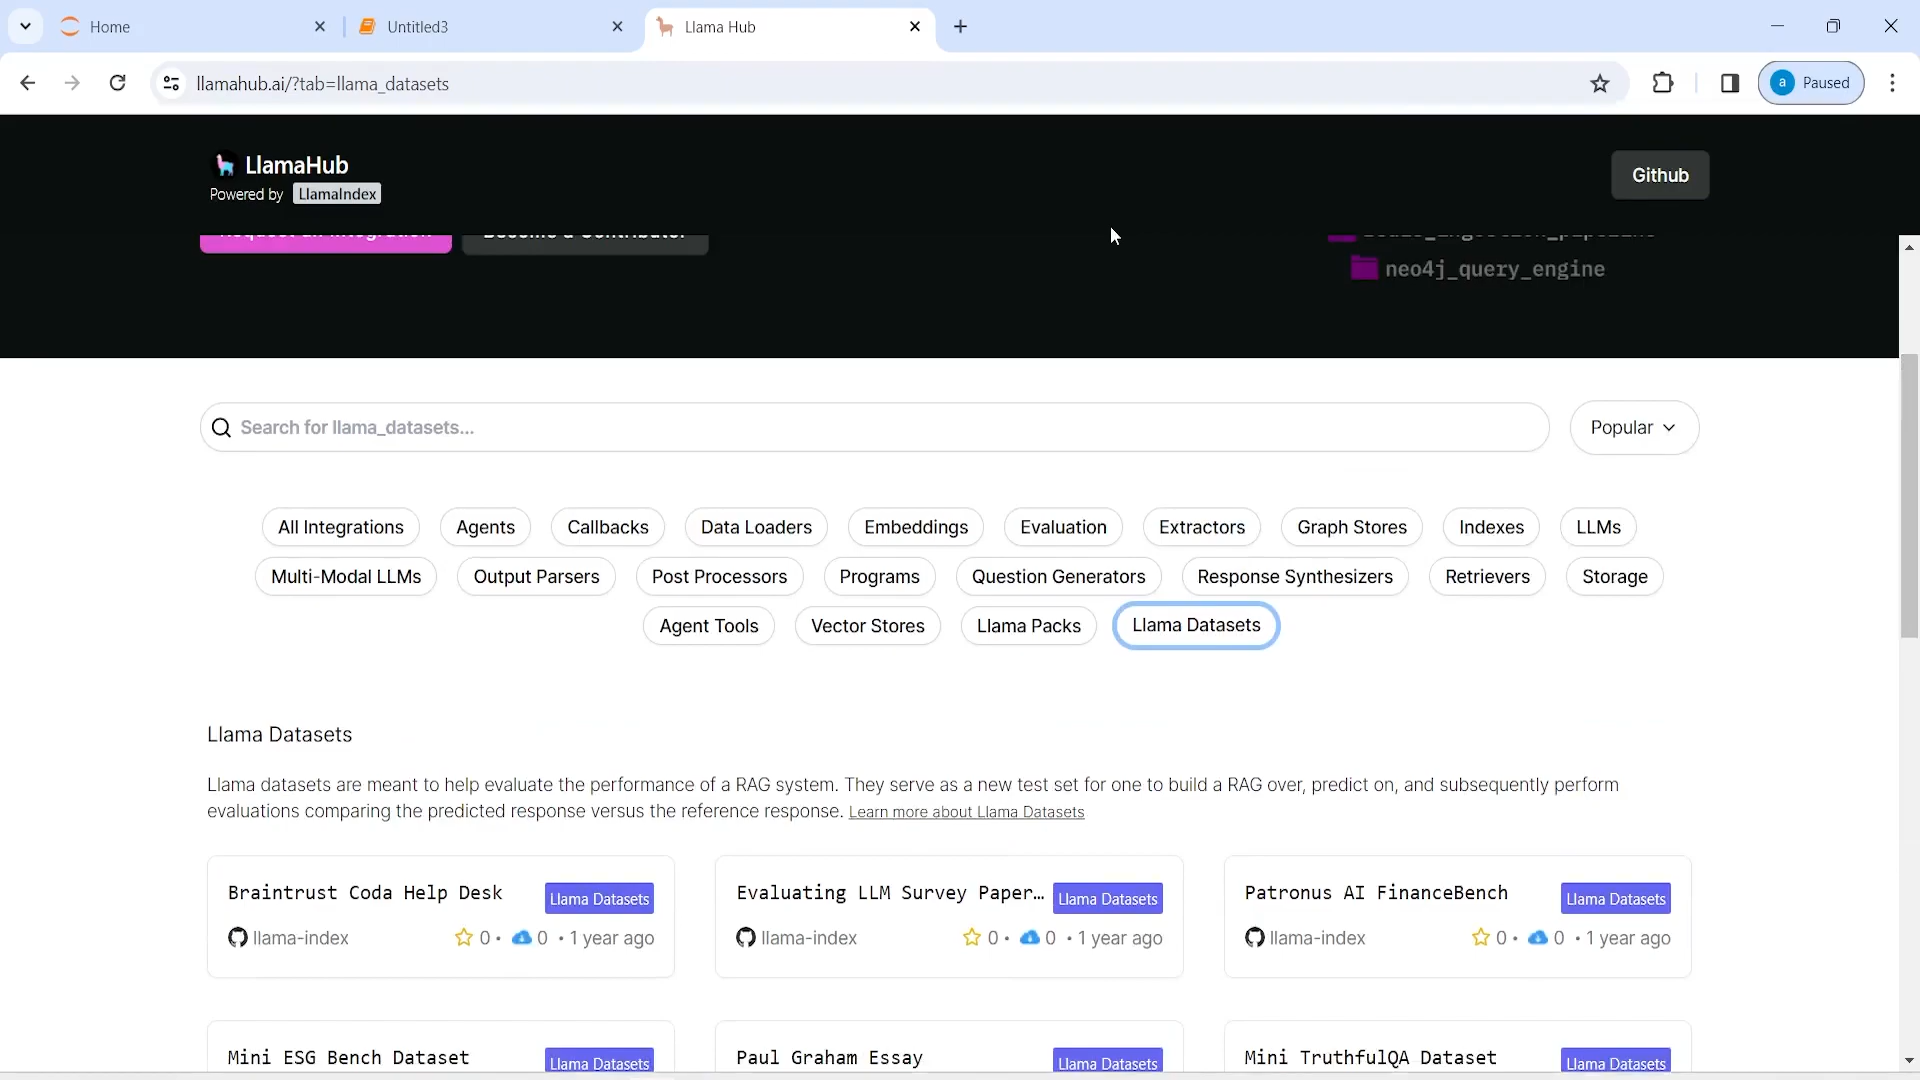 Home
Untitled3
Llama Hub
llamahub.ai/?tab=llama_datasets
a Paused
LlamaHub
Powered by LlamaIndex
Github
neo4j_query_engine
Search for llama_datasets...
Popular
All Integrations Agents Callbacks Data Loaders Embeddings Evaluation Extractors Graph Stores Indexes LLMs
Multi-Modal LLMs Output Parsers Post Processors Programs Question Generators Response Synthesizers Retrievers Storage
Agent Tools Vector Stores Llama Packs Llama Datasets
Llama Datasets
Llama datasets are meant to help evaluate the performance of a RAG system. They serve as a new test set for one to build a RAG over, predict on, and subsequently perform
evaluations comparing the predicted response versus the reference response. Learn more about Llama Datasets
Braintrust Coda Help Desk Llama Datasets
llama-index 0 • 0 • 1 year ago
Evaluating LLM Survey Paper... Llama Datasets
llama-index 0 • 0 • 1 year ago
Patronus AI FinanceBench Llama Datasets
llama-index 0 • 0 • 1 year ago
Mini ESG Bench Dataset Llama Datasets
Paul Graham Essay Llama Datasets
Mini TruthfulQA Dataset Llama Datasets